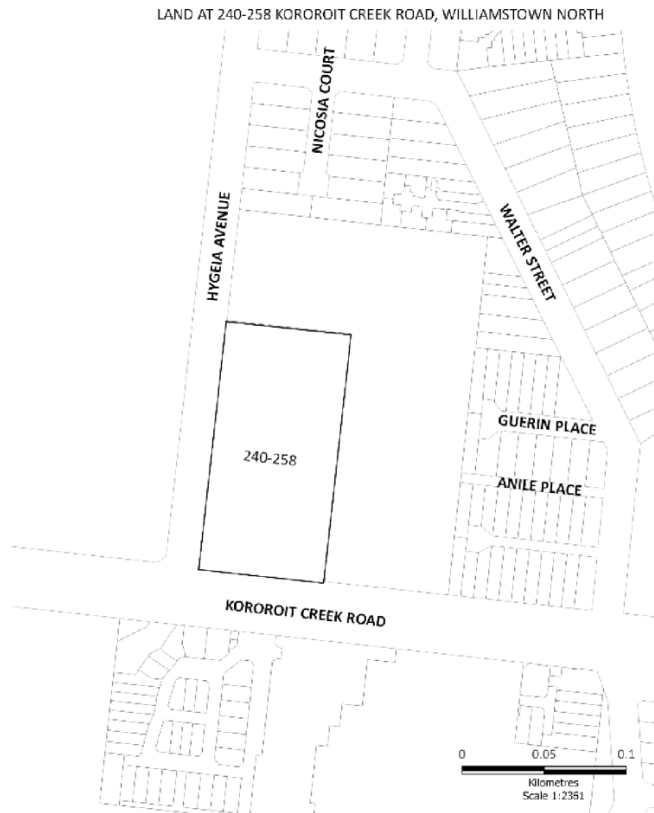 LAND AT 240-258 KOROROIT CREEK ROAD, WILLIAMSTOWN NORTH
NICOSIA COURT
HYGEIA AVENUE
WALTER STREET
GUERIN PLACE
240-258
ANILE PLACE
KOROROIT CREEK ROAD
0 0.05 0.1
Kilometres
Scale 1:2361